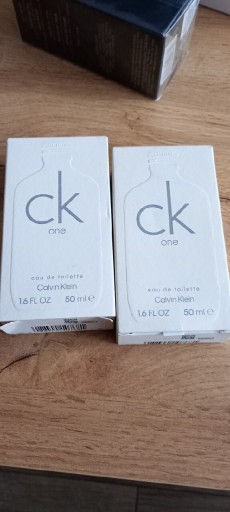 ck
one
eau de toilette
Calvin Klein
1.6 FL OZ 50 ml ℮
ck
one
eau de toilette
Calvin Klein
1.6 FL OZ 50 ml ℮